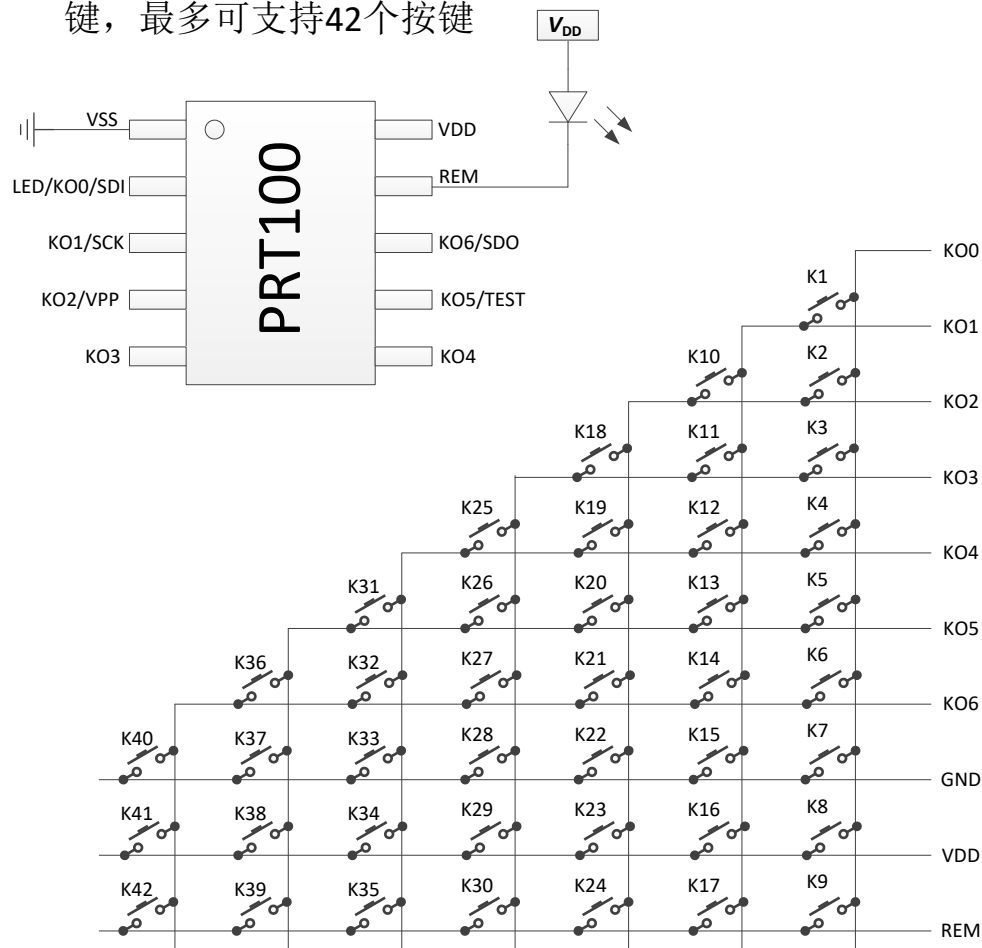 键，最多可支持42个按键
VDD
VSS
VDD
LED/KO0/SDI
REM
KO1/SCK
KO6/SDO
KO2/VPP
KO5/TEST
KO3
KO4
PRT100
KO0
K1
KO1
K10
K2
KO2
K18
K11
K3
KO3
K25
K19
K12
K4
KO4
K31
K26
K20
K13
K5
KO5
K36
K32
K27
K21
K14
K6
KO6
K40
K37
K33
K28
K22
K15
K7
GND
K41
K38
K34
K29
K23
K16
K8
VDD
K42
K39
K35
K30
K24
K17
K9
REM